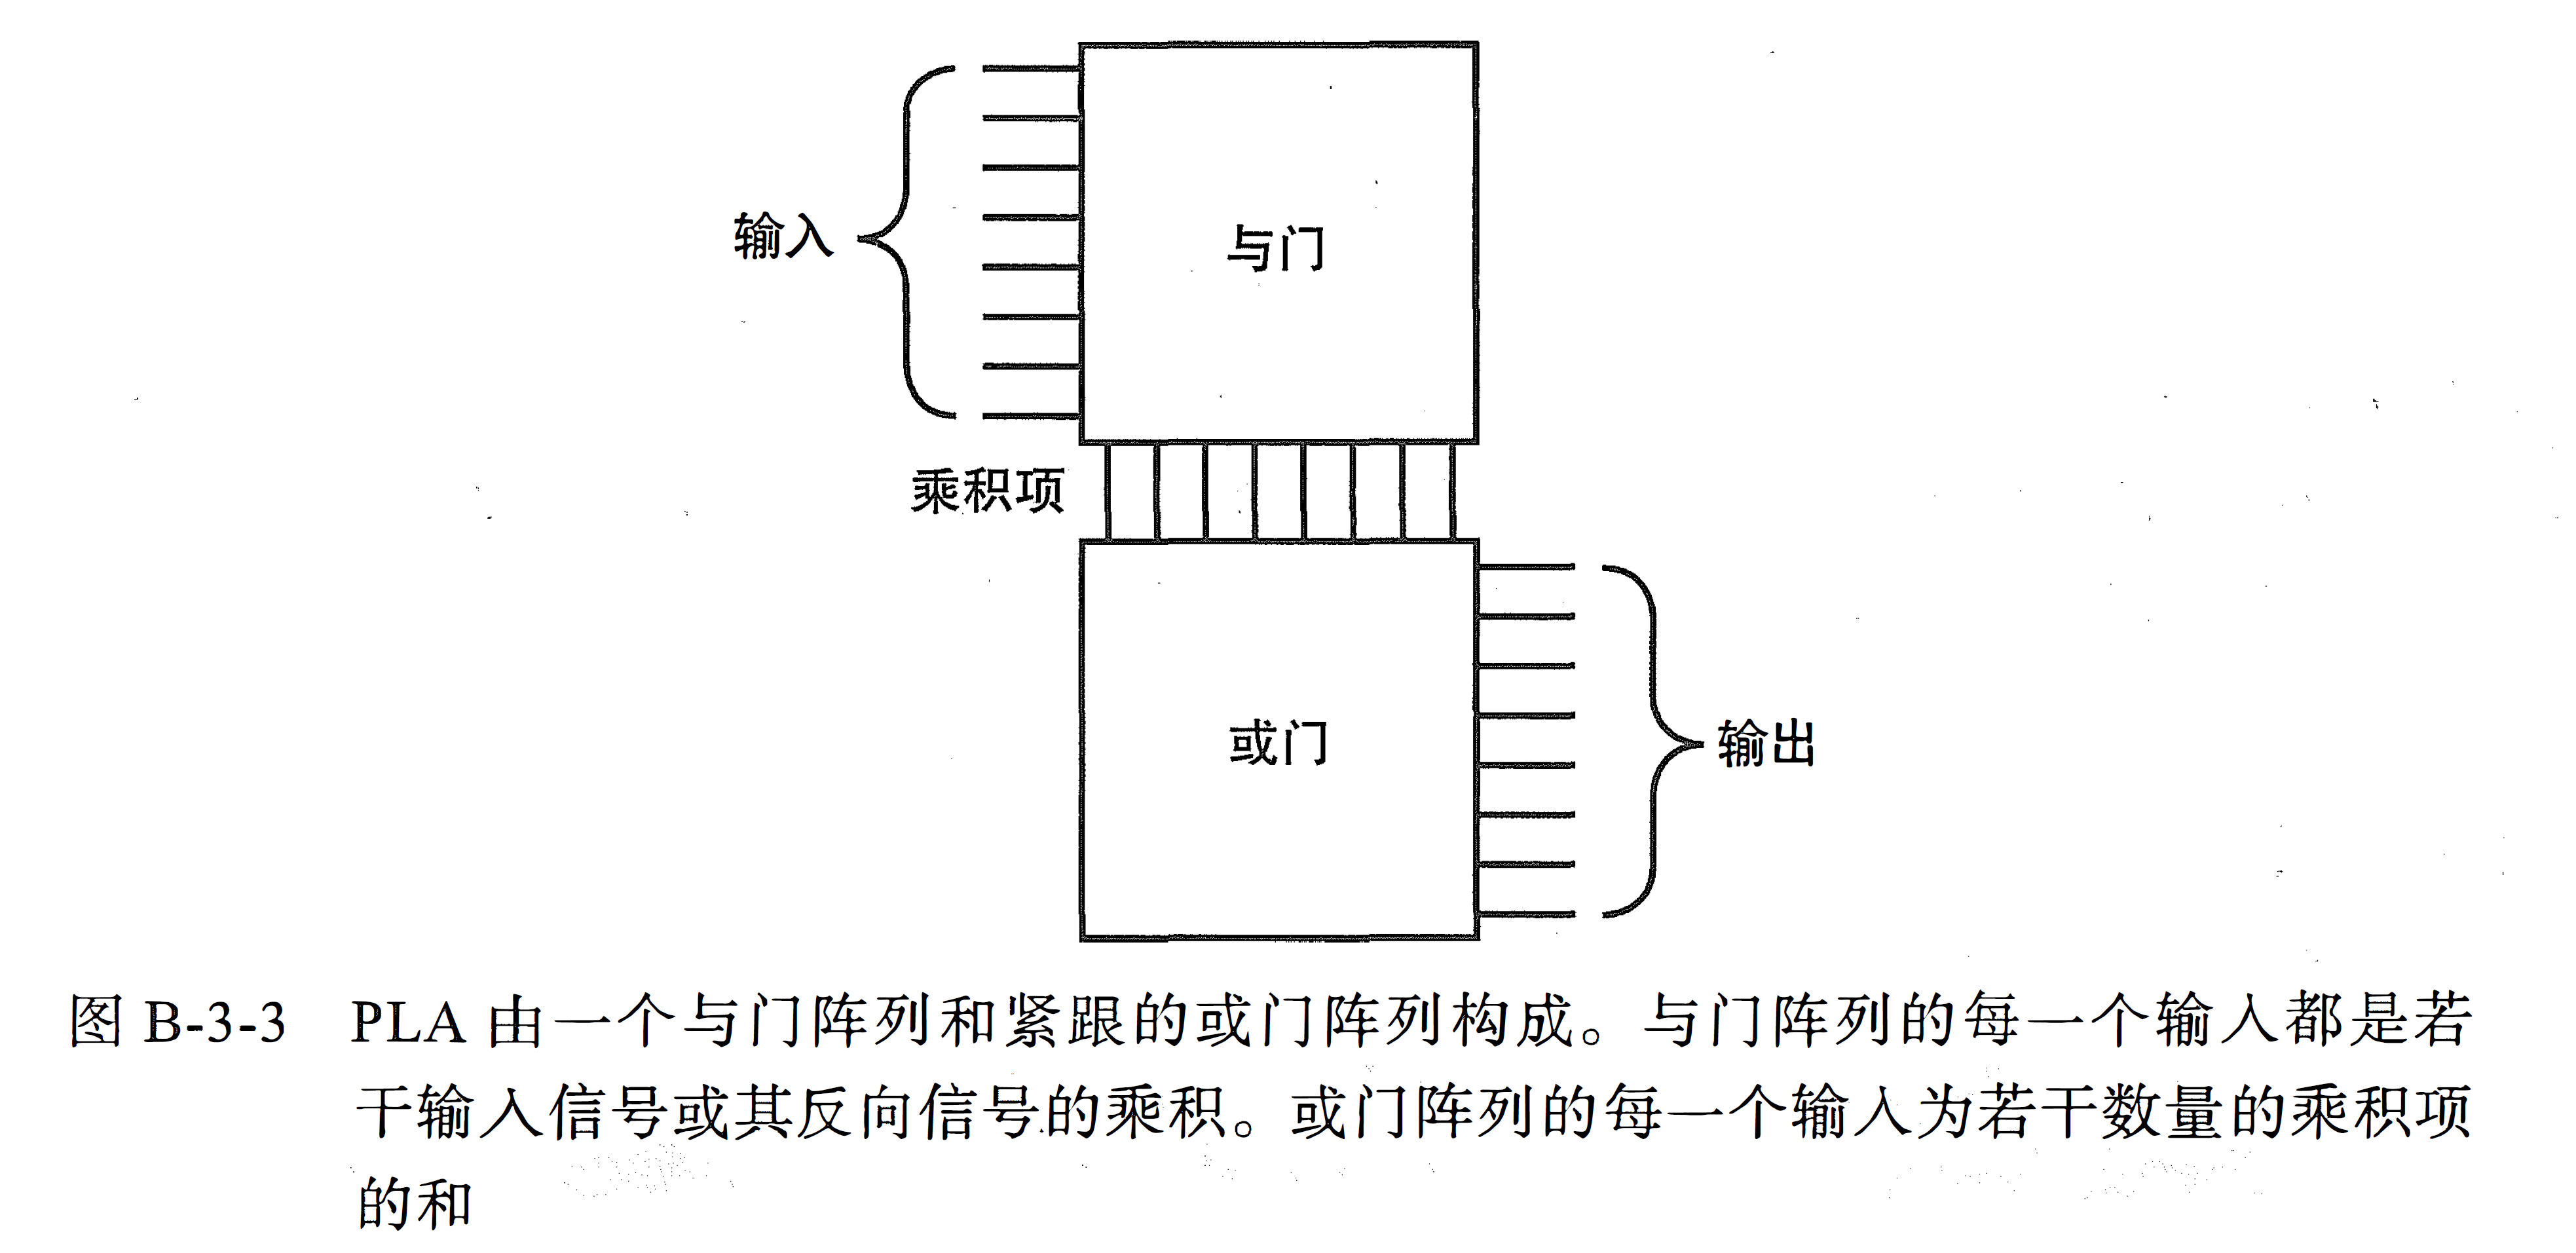 输入
与门
乘积项
或门
输出
图 B-3-3 PLA 由一个与门阵列和紧跟的或门阵列构成。与门阵列的每一个输入都是若
干输入信号或其反向信号的乘积。或门阵列的每一个输入为若干数量的乘积项
的和